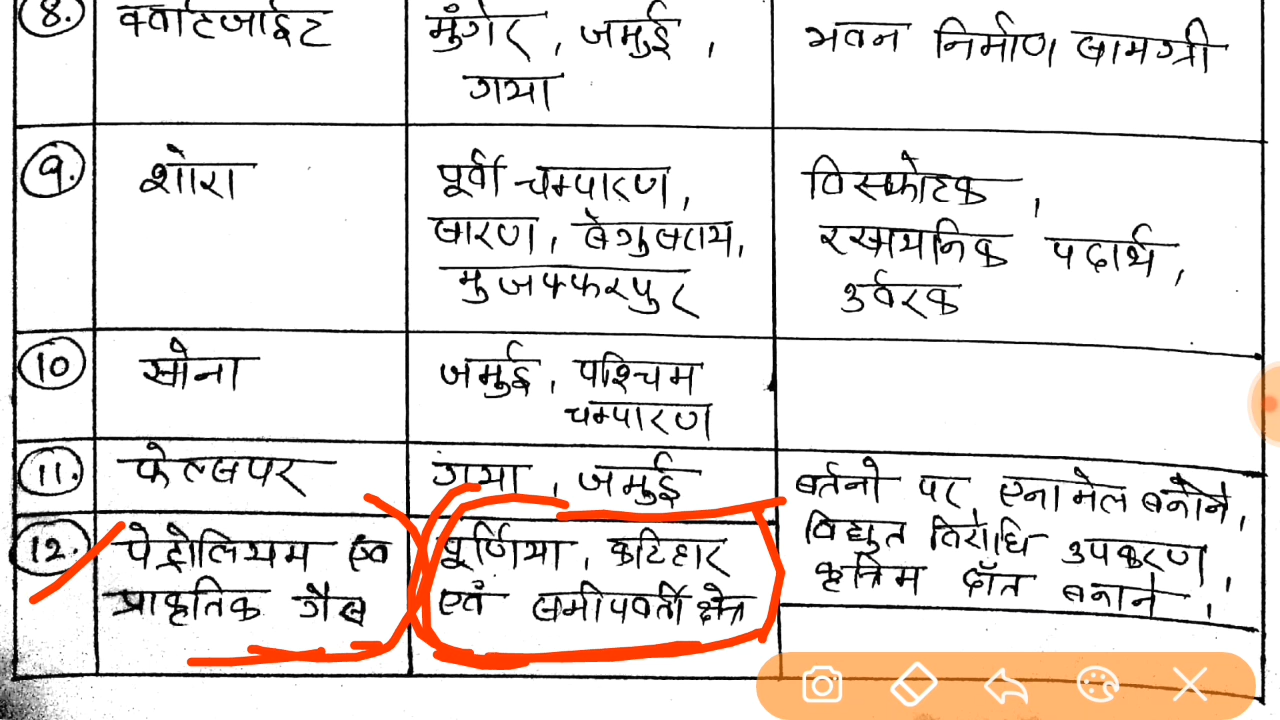 8. क्वार्टजाईट मुंगेर, जमुई, भवन निर्माण सामग्री
गया
9. शोरा पूर्वी चम्पारण, विस्फोटक,
सारण, बेगुसराय, रसायनिक पदार्थ,
मुजफ्फरपुर उर्वरक
10 सोना जमुई, पश्चिम
चम्पारण
11. फेल्सपर गया, जमुई बर्तनो पर एनामेल बनाने,
12. पेट्रोलियम एव पूर्णिया, कटिहार विद्युत विरोधि उपकरण,
प्राकृतिक गैस एवं समीपवर्ती क्षेत्र कृत्रिम दाँत बनाने,